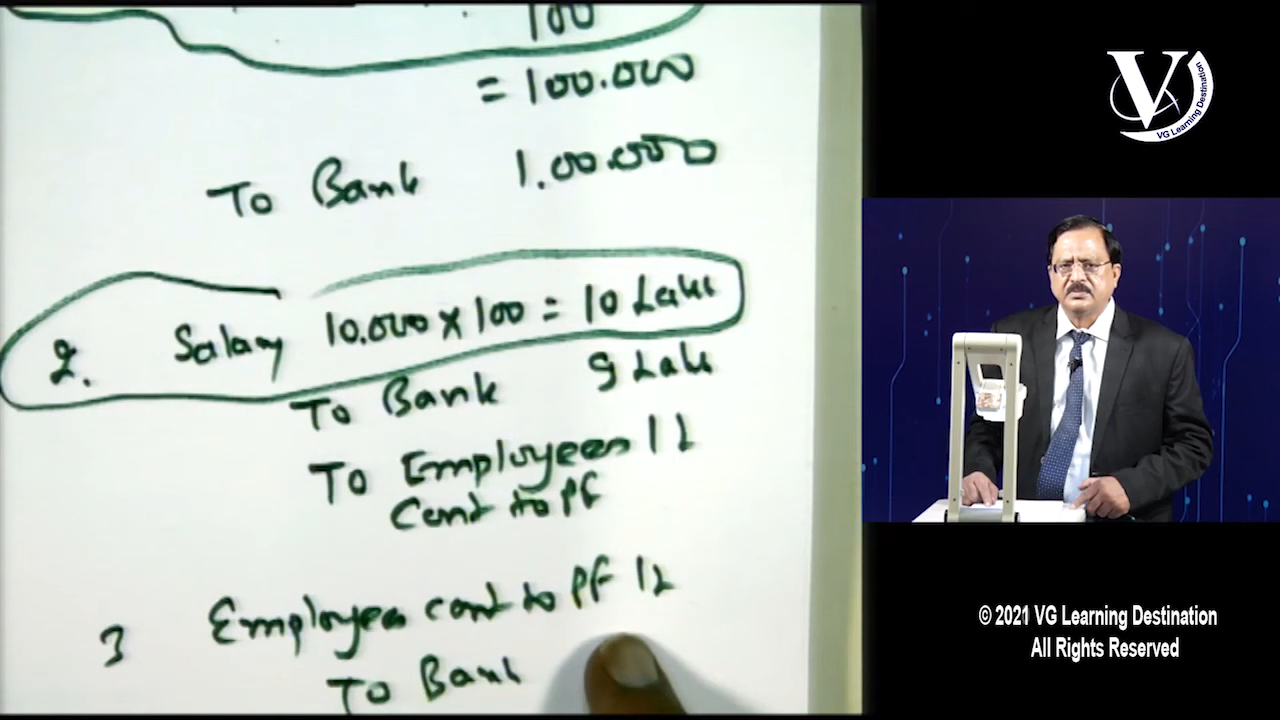 100
= 100.000
To Bank 1.00.000
2. Salary 10.000 x 100 = 10 Lakh
To Bank 9 Lakh
To Employees 1 L
Cont to PF
3 Employees cont to PF 1 L
To Bank
V
VG Learning Destination
© 2021 VG Learning Destination
All Rights Reserved